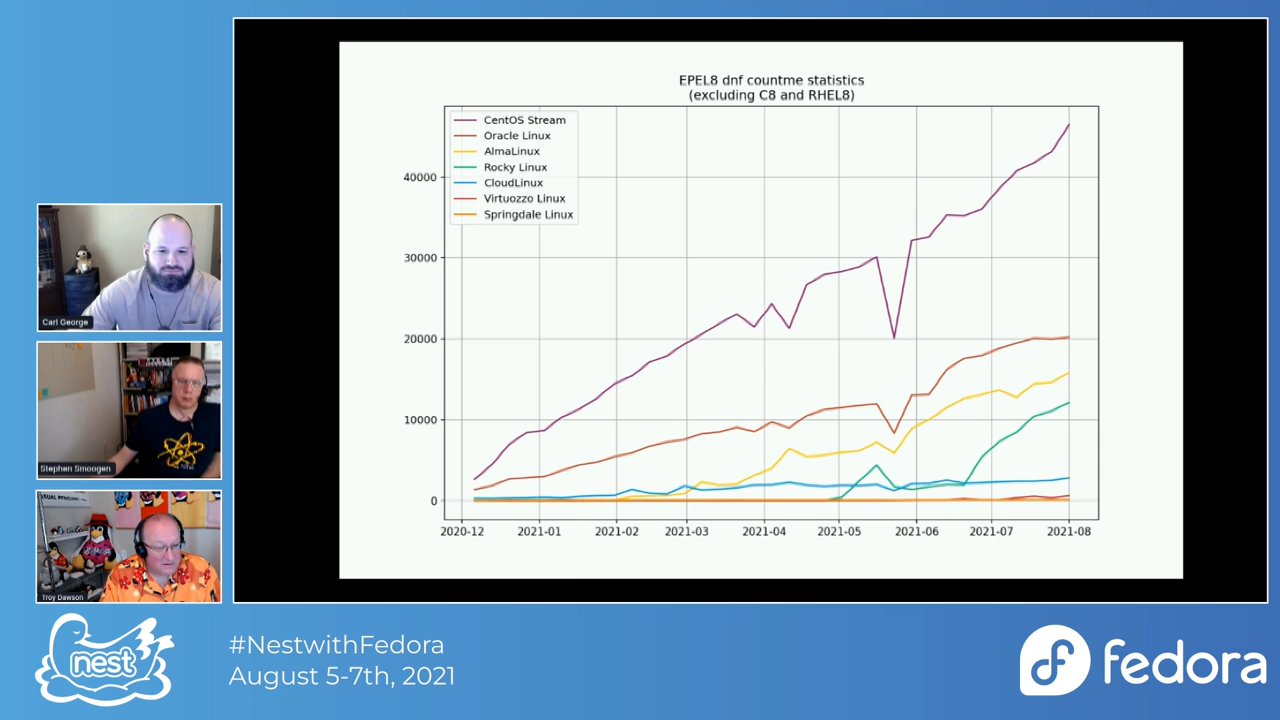 EPEL8 dnf countme statistics
(excluding C8 and RHEL8)
CentOS Stream
Oracle Linux
AlmaLinux
Rocky Linux
CloudLinux
Virtuozzo Linux
Springdale Linux
40000
30000
20000
10000
0
2020-12 2021-01 2021-02 2021-03 2021-04 2021-05 2021-06 2021-07 2021-08
Carl George
Stephen Smoogen
Troy Dawson
nest
#NestwithFedora
August 5-7th, 2021
fedora